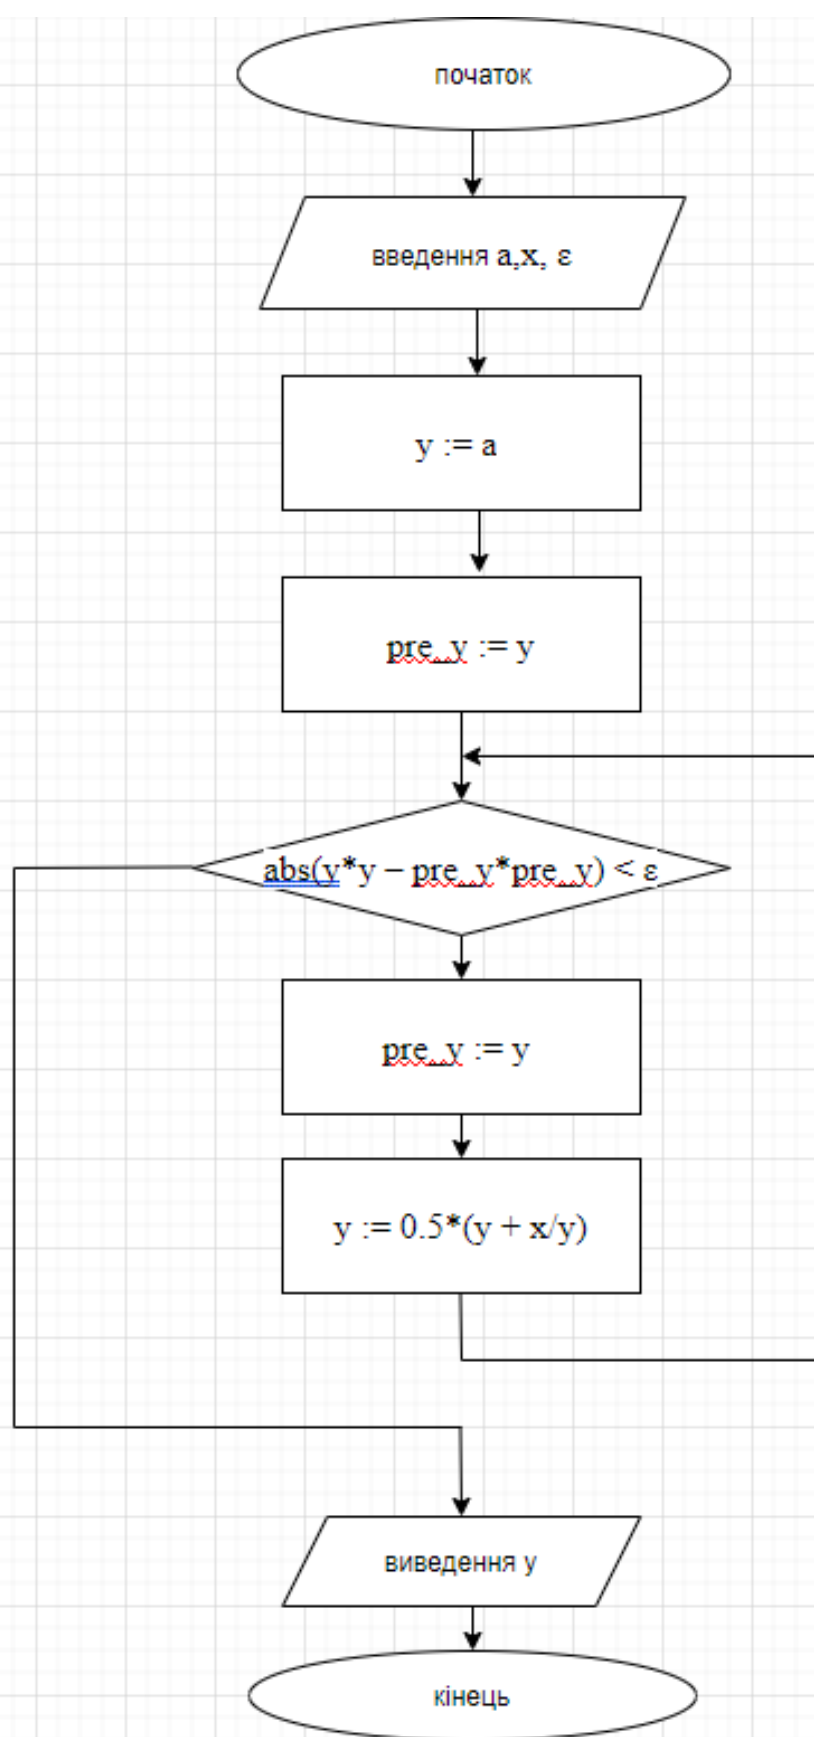 початок
введення a,x, ε
y := a
pre_y := y
abs(y*y – pre_y*pre_y) < ε
pre_y := y
y := 0.5*(y + x/y)
виведення y
кінець